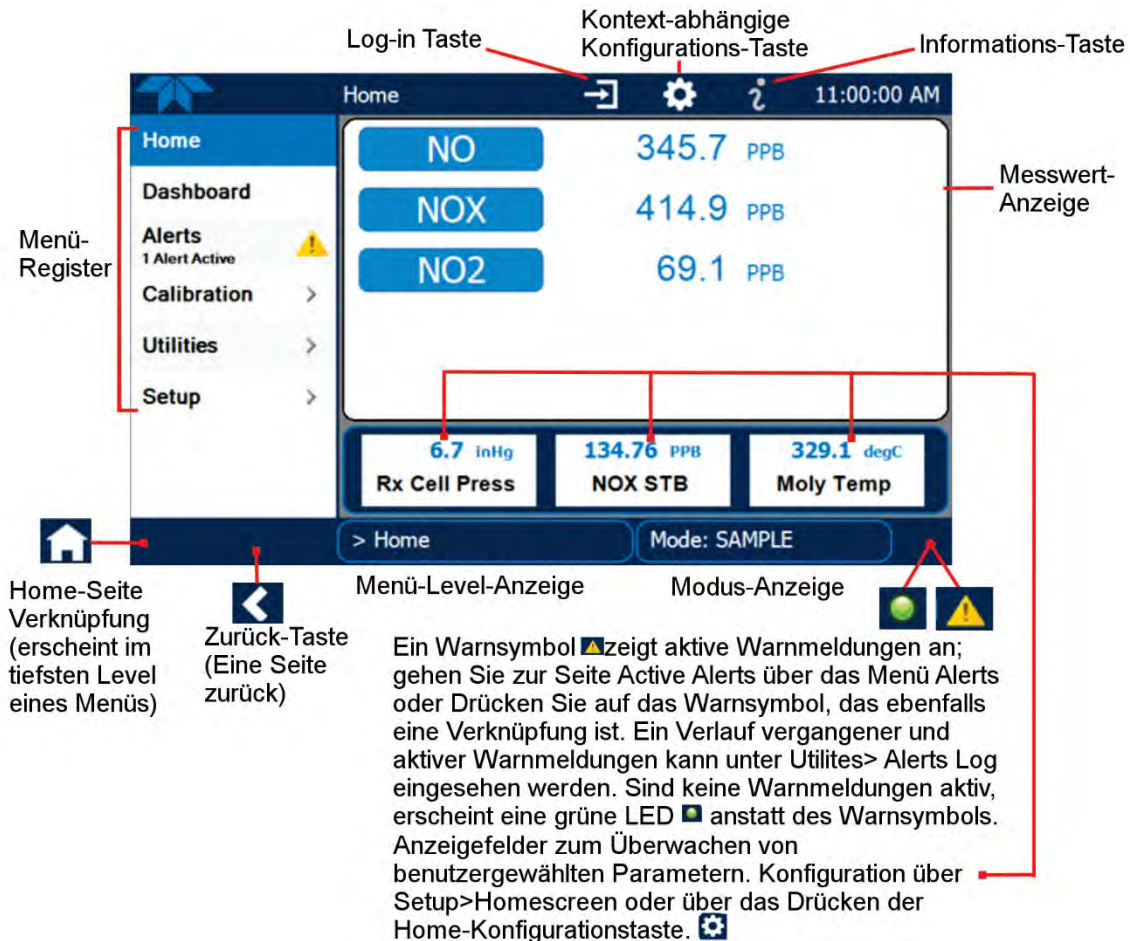 Log-in Taste
Kontext-abhängige
Konfigurations-Taste
Informations-Taste
Home
11:00:00 AM
Home
Dashboard
Alerts
1 Alert Active
Calibration >
Utilities >
Setup >
Menü-
Register
NO 345.7 PPB
NOX 414.9 PPB
NO2 69.1 PPB
Messwert-
Anzeige
6.7 inHg
Rx Cell Press
134.76 PPB
NOX STB
329.1 degC
Moly Temp
> Home
Mode: SAMPLE
Home-Seite
Verknüpfung
(erscheint im
tiefsten Level
eines Menüs)
Zurück-Taste
(Eine Seite
zurück)
Menü-Level-Anzeige
Modus-Anzeige
Ein Warnsymbol zeigt aktive Warnmeldungen an;
gehen Sie zur Seite Active Alerts über das Menü Alerts
oder Drücken Sie auf das Warnsymbol, das ebenfalls
eine Verknüpfung ist. Ein Verlauf vergangener und
aktiver Warnmeldungen kann unter Utilites> Alerts Log
eingesehen werden. Sind keine Warnmeldungen aktiv,
erscheint eine grüne LED anstatt des Warnsymbols.
Anzeigefelder zum Überwachen von
benutzergewählten Parametern. Konfiguration über
Setup>Homescreen oder über das Drücken der
Home-Konfigurationstaste.